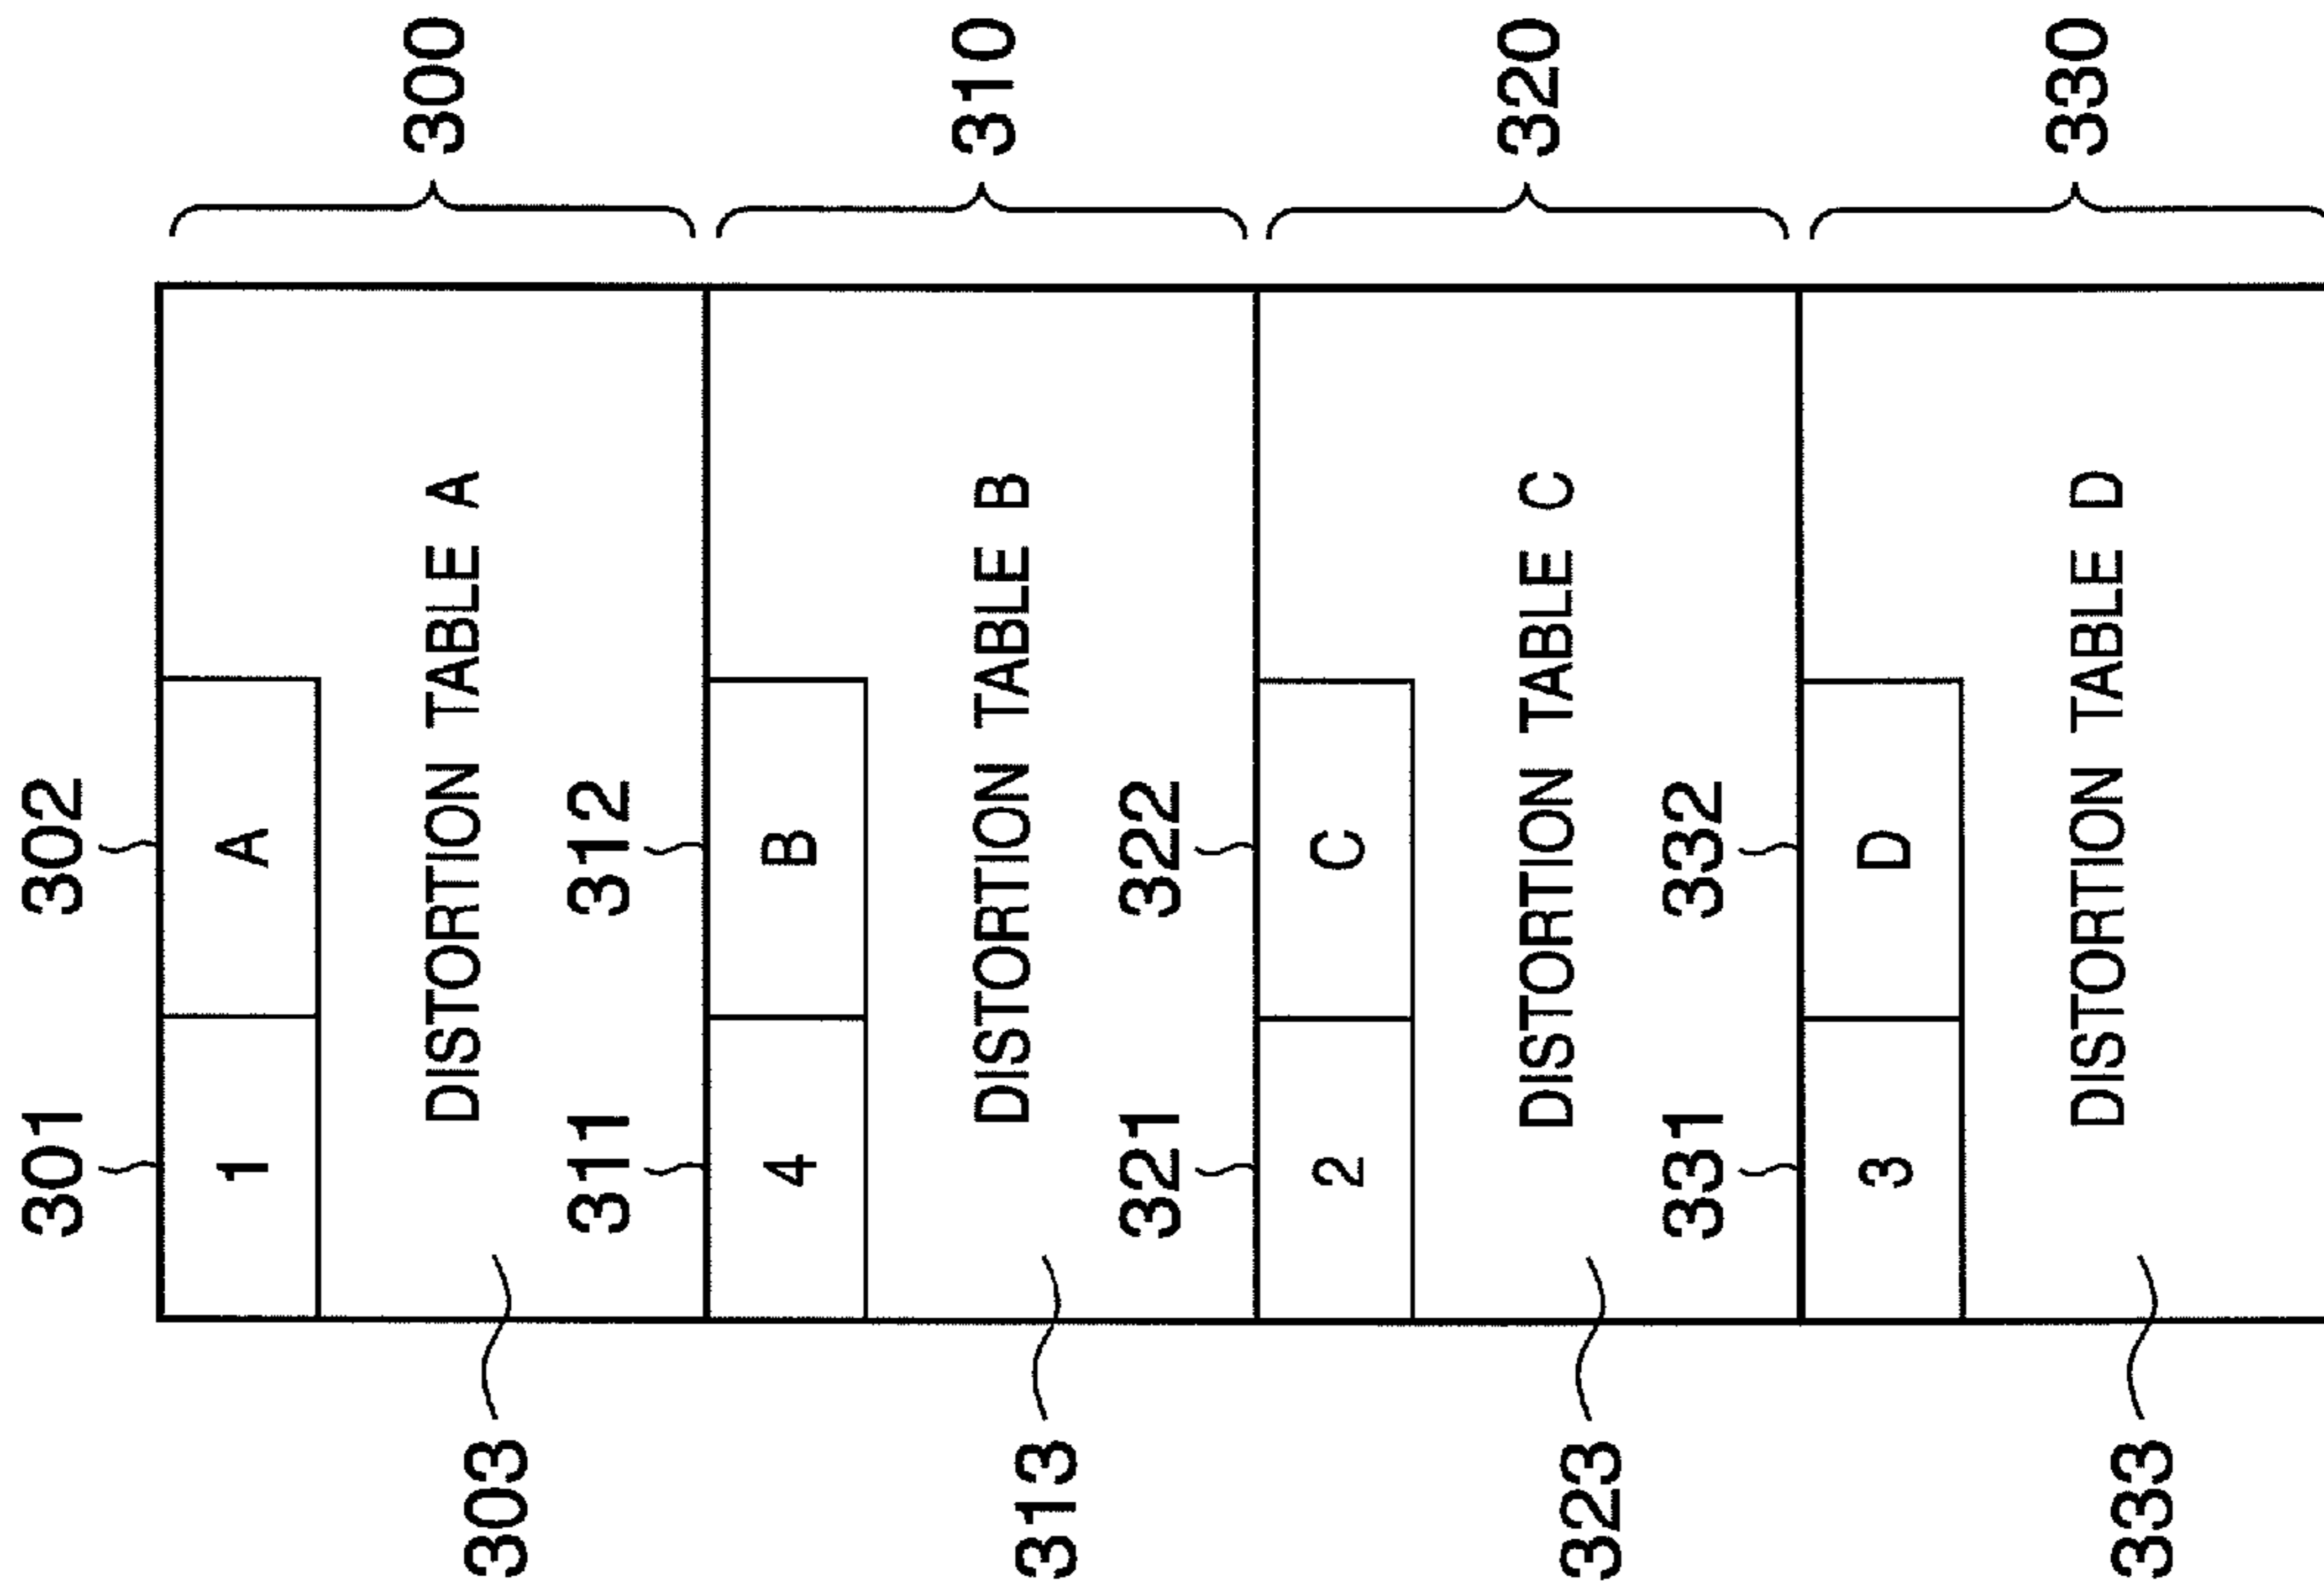 301 302
1 A
303 DISTORTION TABLE A 300
311 312
4 B
313 DISTORTION TABLE B 310
321 322
2 C
323 DISTORTION TABLE C 320
331 332
3 D
333 DISTORTION TABLE D 330